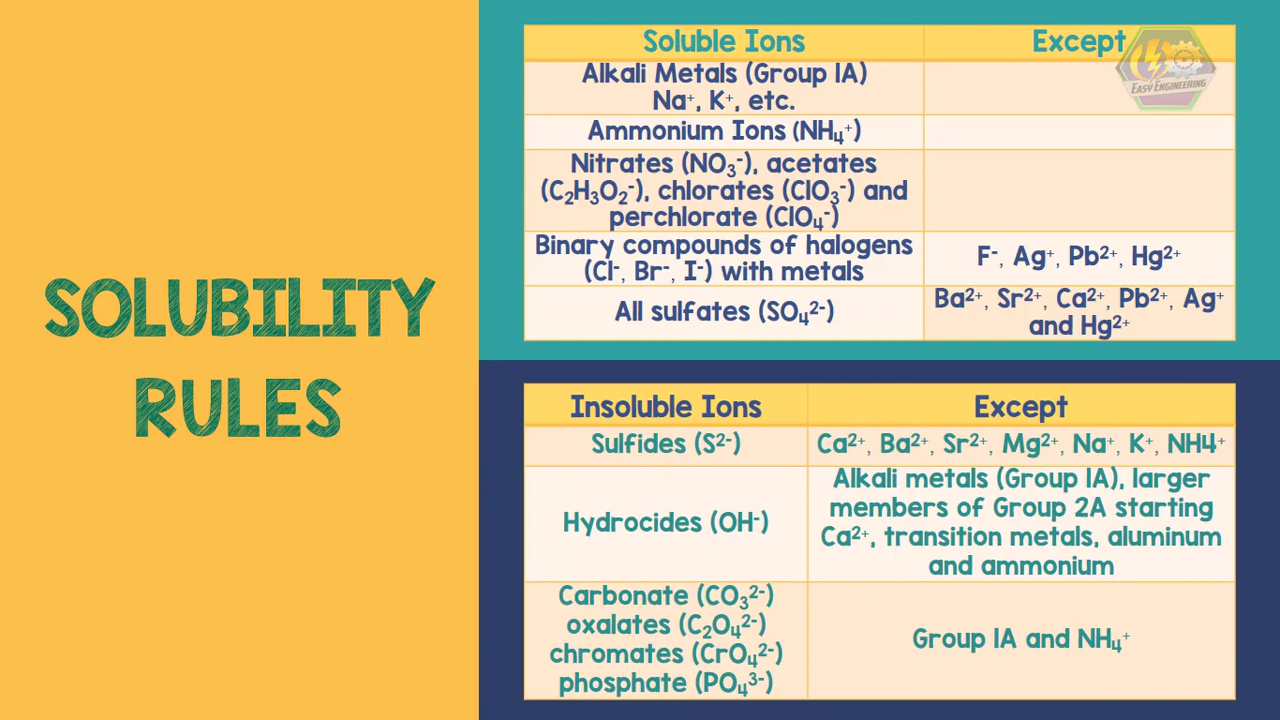 SOLUBILITY
RULES
Soluble Ions
Except
Alkali Metals (Group 1A)
Na⁺, K⁺, etc.
Ammonium Ions (NH₄⁺)
Nitrates (NO₃⁻), acetates
(C₂H₃O₂⁻), chlorates (ClO₃⁻) and
perchlorate (ClO₄⁻)
Binary compounds of halogens
(Cl⁻, Br⁻, I⁻) with metals
F⁻, Ag⁺, Pb²⁺, Hg²⁺
All sulfates (SO₄²⁻)
Ba²⁺, Sr²⁺, Ca²⁺, Pb²⁺, Ag⁺
and Hg²⁺
EASY ENGINEERING
Insoluble Ions
Except
Sulfides (S²⁻)
Ca²⁺, Ba²⁺, Sr²⁺, Mg²⁺, Na⁺, K⁺, NH4⁺
Hydrocides (OH⁻)
Alkali metals (Group 1A), larger
members of Group 2A starting
Ca²⁺, transition metals, aluminum
and ammonium
Carbonate (CO₃²⁻)
oxalates (C₂O₄²⁻)
chromates (CrO₄²⁻)
phosphate (PO₄³⁻)
Group 1A and NH₄⁺